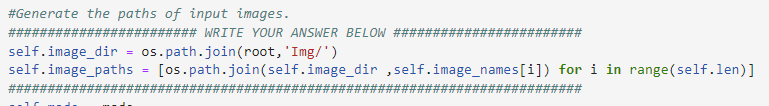 #Generate the paths of input images.
######################## WRITE YOUR ANSWER BELOW ########################
self.image_dir = os.path.join(root,'Img/')
self.image_paths = [os.path.join(self.image_dir ,self.image_names[i]) for i in range(self.len)]
#########################################################################